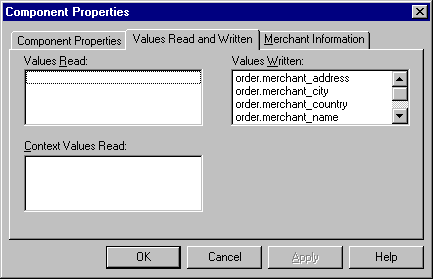 Component Properties
Component Properties Values Read and Written Merchant Information
Values Read: Values Written:
order.merchant_address
order.merchant_city
order.merchant_country
order.merchant_name
Context Values Read:
OK Cancel Apply Help